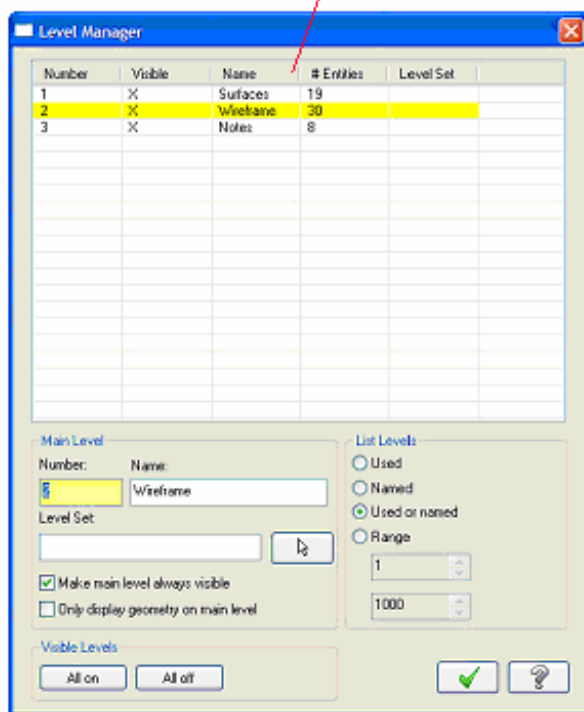 Level Manager
Number Visible Name # Entities Level Set
1 X Surfaces 19
2 X Wireframe 30
3 X Notes 8
Main Level
Number: Name:
2 Wireframe
Level Set
Make main level always visible
Only display geometry on main level
Visible Levels
All on All off
List Levels
Used
Named
Used or named
Range
1
1000